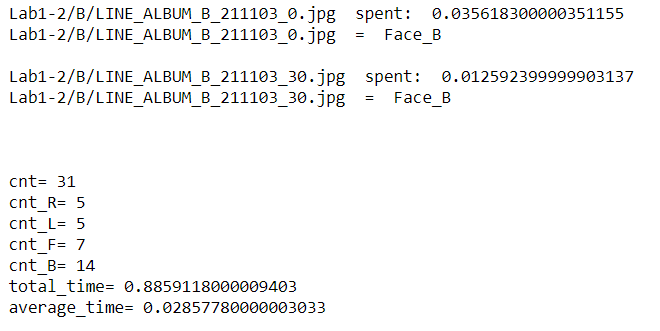 Lab1-2/B/LINE_ALBUM_B_211103_0.jpg  spent:  0.035618300000351155
Lab1-2/B/LINE_ALBUM_B_211103_0.jpg  =  Face_B
Lab1-2/B/LINE_ALBUM_B_211103_30.jpg  spent:  0.012592399999903137
Lab1-2/B/LINE_ALBUM_B_211103_30.jpg  =  Face_B
cnt= 31
cnt_R= 5
cnt_L= 5
cnt_F= 7
cnt_B= 14
total_time= 0.8859118000009403
average_time= 0.02857780000003033